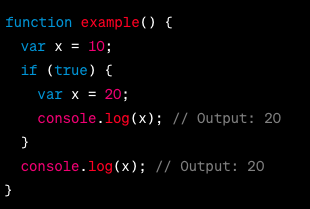 function example() {
  var x = 10;
  if (true) {
    var x = 20;
    console.log(x); // Output: 20
  }
  console.log(x); // Output: 20
}